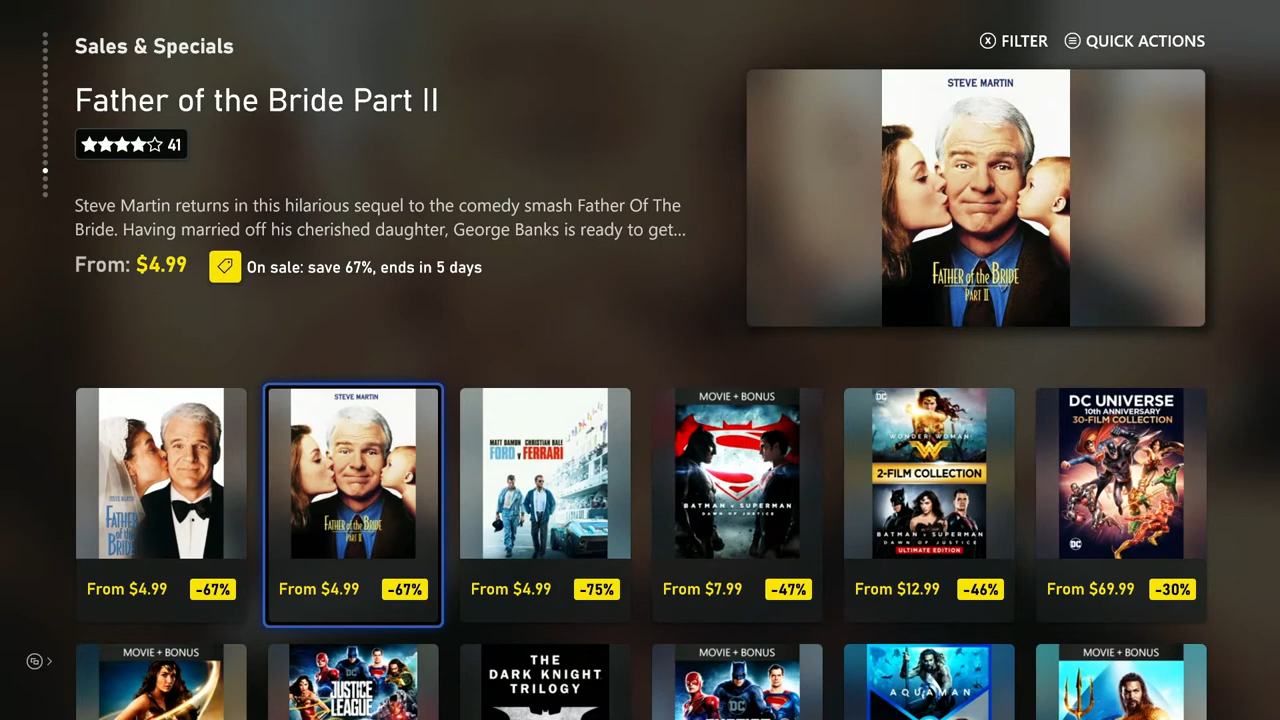 Sales & Specials
FILTER
QUICK ACTIONS
Father of the Bride Part II
41
Steve Martin returns in this hilarious sequel to the comedy smash Father Of The
Bride. Having married off his cherished daughter, George Banks is ready to get...
From: $4.99
On sale: save 67%, ends in 5 days
STEVE MARTIN
FATHER of the BRIDE
PART II
STEVE MARTIN
FATHER
OF THE
BRIDE
From $4.99
-67%
STEVE MARTIN
FATHER of the BRIDE
PART II
From $4.99
-67%
MATT DAMON CHRISTIAN BALE
FORD v FERRARI
From $4.99
-75%
MOVIE + BONUS
BATMAN v SUPERMAN
DAWN OF JUSTICE
From $7.99
-47%
DC
WONDER WOMAN
2-FILM COLLECTION
BATMAN v SUPERMAN
DAWN OF JUSTICE
ULTIMATE EDITION
From $12.99
-46%
DC UNIVERSE
10th ANNIVERSARY
30-FILM COLLECTION
DC
From $69.99
-30%
MOVIE + BONUS
JUSTICE
LEAGUE
THE
DARK KNIGHT
TRILOGY
MOVIE + BONUS
AQUAMAN
MOVIE + BONUS